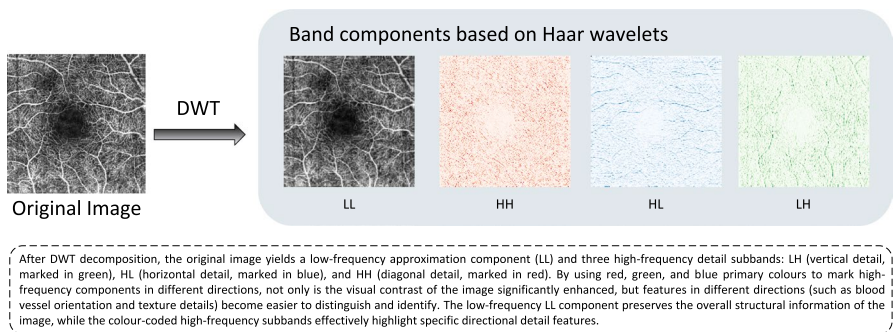 Band components based on Haar wavelets
DWT
Original Image
LL
HH
HL
LH
After DWT decomposition, the original image yields a low-frequency approximation component (LL) and three high-frequency detail subbands: LH (vertical detail,
marked in green), HL (horizontal detail, marked in blue), and HH (diagonal detail, marked in red). By using red, green, and blue primary colours to mark high-
frequency components in different directions, not only is the visual contrast of the image significantly enhanced, but features in different directions (such as blood
vessel orientation and texture details) become easier to distinguish and identify. The low-frequency LL component preserves the overall structural information of the
image, while the colour-coded high-frequency subbands effectively highlight specific directional detail features.